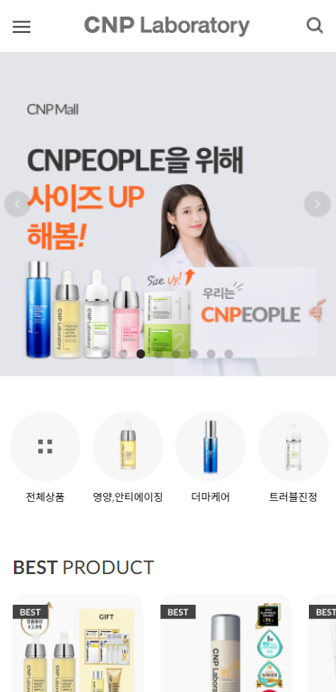 CNP Laboratory
CNP Mall
CNPEOPLE을 위해
사이즈 UP
해봄!
Size Up!
우리는
CNPEOPLE
전체상품
영양,안티에이징
더마케어
트러블진정
BEST PRODUCT
BEST
GIFT
BEST
BEST